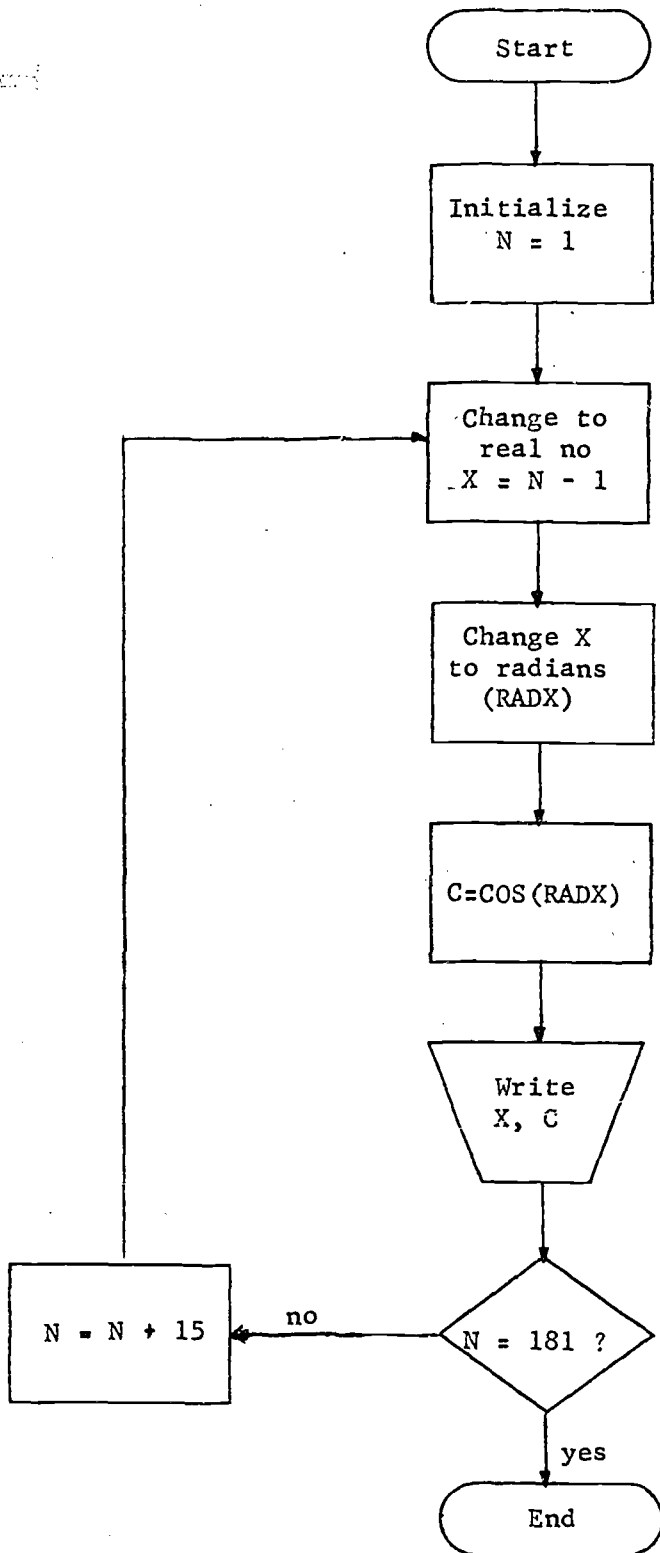 Start
Initialize
N = 1
Change to
real no
X = N - 1
Change X
to radians
(RADX)
C=COS(RADX)
Write
X, C
N = N + 15
no
N = 181 ?
yes
End